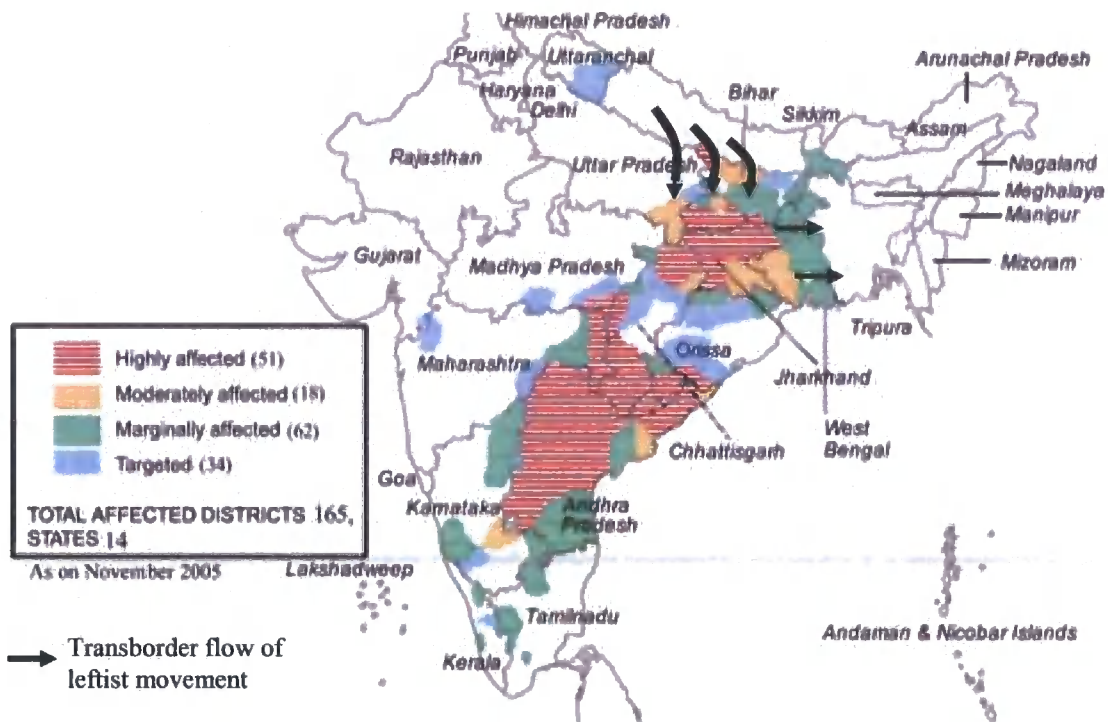 Himachal Pradesh
Punjab
Uttaranchal
Arunachal Pradesh
Haryana
Delhi
Bihar
Sikkim
Assam
Rajasthan
Uttar Pradesh
Nagaland
Meghalaya
Manipur
Gujarat
Madhya Pradesh
Mizoram
Tripura
Highly affected (51)
Moderately affected (18)
Marginally affected (62)
Targeted (34)
TOTAL AFFECTED DISTRICTS 165,
STATES 14
As on November 2005
Maharashtra
Orissa
Jharkhand
Chhattisgarh
West
Bengal
Goa
Karnataka
Andhra
Pradesh
Lakshadweep
Tamilnadu
Kerala
Andaman & Nicobar Islands
Transborder flow of
leftist movement